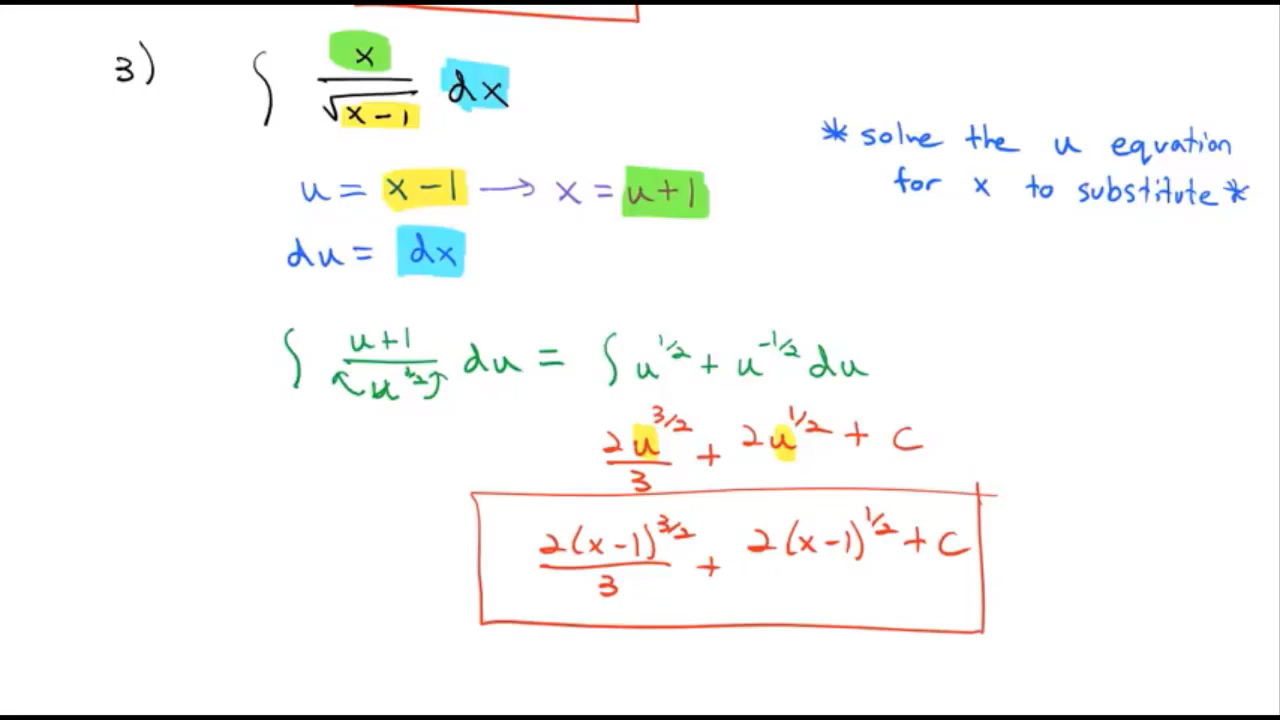 3) ∫ x/√(x-1) dx
* solve the u equation
for x to substitute *
u = x-1 → x = u+1
du = dx
∫ (u+1)/u^(1/2) du = ∫ u^(1/2) + u^(-1/2) du
2u^(3/2)/3 + 2u^(1/2) + C
2(x-1)^(3/2)/3 + 2(x-1)^(1/2) + C